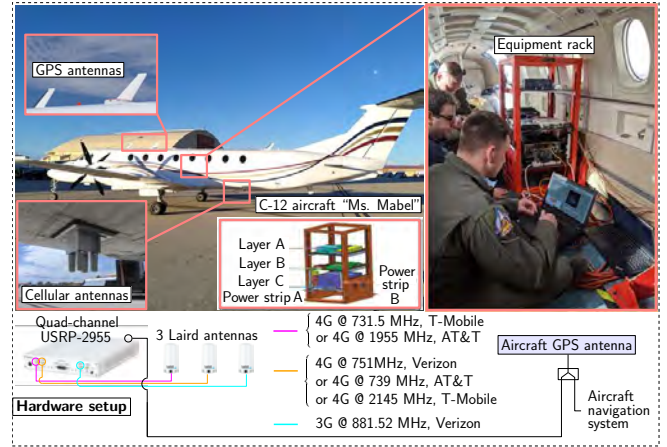 GPS antennas
Equipment rack
C-12 aircraft "Ms. Mabel"
Cellular antennas
Layer A
Layer B
Layer C
Power strip A
Power
strip
B
Quad-channel
USRP-2955
3 Laird antennas
4G @ 731.5 MHz, T-Mobile
or 4G @ 1955 MHz, AT&T
4G @ 751MHz, Verizon
or 4G @ 739 MHz, AT&T
or 4G @ 2145 MHz, T-Mobile
3G @ 881.52 MHz, Verizon
Aircraft GPS antenna
Aircraft
navigation
system
Hardware setup